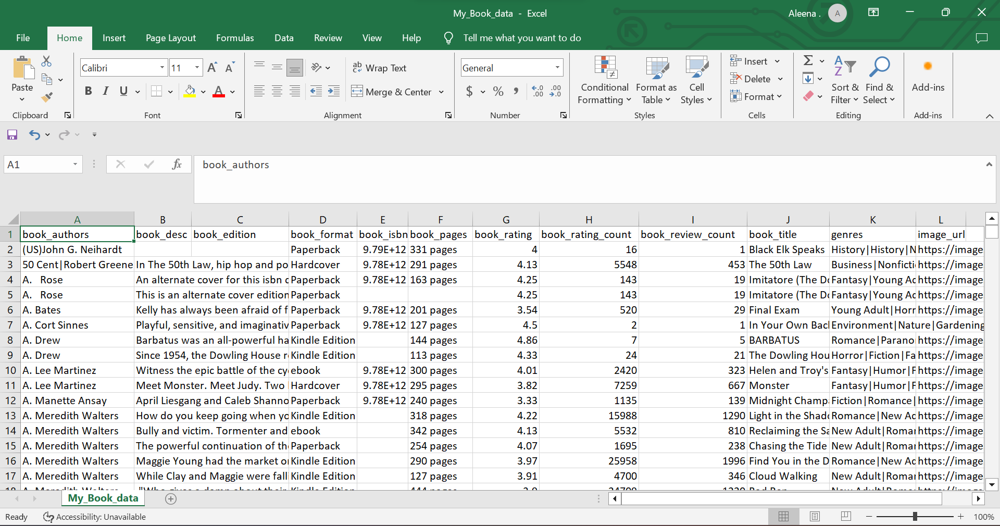 My_Book_data - Excel
Aleena .
A
File Home Insert Page Layout Formulas Data Review View Help Tell me what you want to do
Paste
Clipboard
Calibri 11
B I U
Font
Wrap Text
Merge & Center
Alignment
General
$ % ,
Number
Conditional Formatting
Format as Table
Cell Styles
Styles
Insert
Delete
Format
Cells
Sort & Filter
Find & Select
Editing
Add-ins
Add-ins
A1 fx book_authors
A B C D E F G H I J K L
1 book_authors book_desc book_edition book_format book_isbn book_pages book_rating book_rating_count book_review_count book_title genres image_url
2 (US)John G. Neihardt Paperback 9.79E+12 331 pages 4 16 1 Black Elk Speaks History|History|N https://image
3 50 Cent|Robert Greene In The 50th Law, hip hop and po Hardcover 9.78E+12 291 pages 4.13 5548 453 The 50th Law Business|Nonficti https://image
4 A. Rose An alternate cover for this isbn c Paperback 9.78E+12 163 pages 4.25 143 19 Imitatore (The Do Fantasy|Young Ad https://image
5 A. Rose This is an alternate cover edition Paperback 4.25 143 19 Imitatore (The Do Fantasy|Young Ad https://image
6 A. Bates Kelly has always been afraid of f Paperback 9.78E+12 201 pages 3.54 520 29 Final Exam Young Adult|Horr https://image
7 A. Cort Sinnes Playful, sensitive, and imaginativ Paperback 9.78E+12 127 pages 4.5 2 1 In Your Own Bac Environment|Nature|Gardening
8 A. Drew Barbatus was an all-powerful ha Kindle Edition 144 pages 4.86 7 5 BARBATUS Romance|Parano https://image
9 A. Drew Since 1954, the Dowling House r Kindle Edition 113 pages 4.33 24 21 The Dowling Hou Horror|Fiction|Fa https://image
10 A. Lee Martinez Witness the epic battle of the cy ebook 9.78E+12 300 pages 4.01 2420 323 Helen and Troy's Fantasy|Humor|F https://image
11 A. Lee Martinez Meet Monster. Meet Judy. Two Hardcover 9.78E+12 295 pages 3.82 7259 667 Monster Fantasy|Humor|F https://image
12 A. Manette Ansay April Liesgang and Caleb Shanno Paperback 9.78E+12 240 pages 3.33 1135 139 Midnight Champ Fiction|Romance| https://image
13 A. Meredith Walters How do you keep going when yo Kindle Edition 318 pages 4.22 15988 1290 Light in the Shado Romance|New Ad https://image
14 A. Meredith Walters Bully and victim. Tormenter and ebook 342 pages 4.13 5532 810 Reclaiming the Sa New Adult|Romar https://image
15 A. Meredith Walters The powerful continuation of th Paperback 254 pages 4.07 1695 238 Chasing the Tide New Adult|Romar https://image
16 A. Meredith Walters Maggie Young had the market o Kindle Edition 290 pages 3.97 25958 1996 Find You in the D Romance|New Ad https://image
17 A. Meredith Walters While Clay and Maggie were fall Kindle Edition 127 pages 3.91 4700 346 Cloud Walking New Adult|Romar https://image
My_Book_data
Ready Accessibility: Unavailable 100%